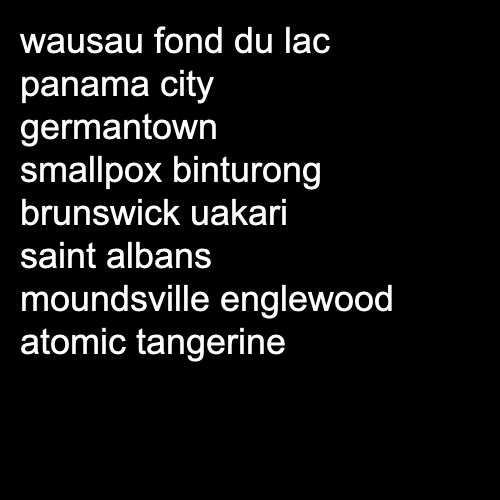 wausau fond du lac
panama city
germantown
smallpox binturong
brunswick uakari
saint albans
moundsville englewood
atomic tangerine